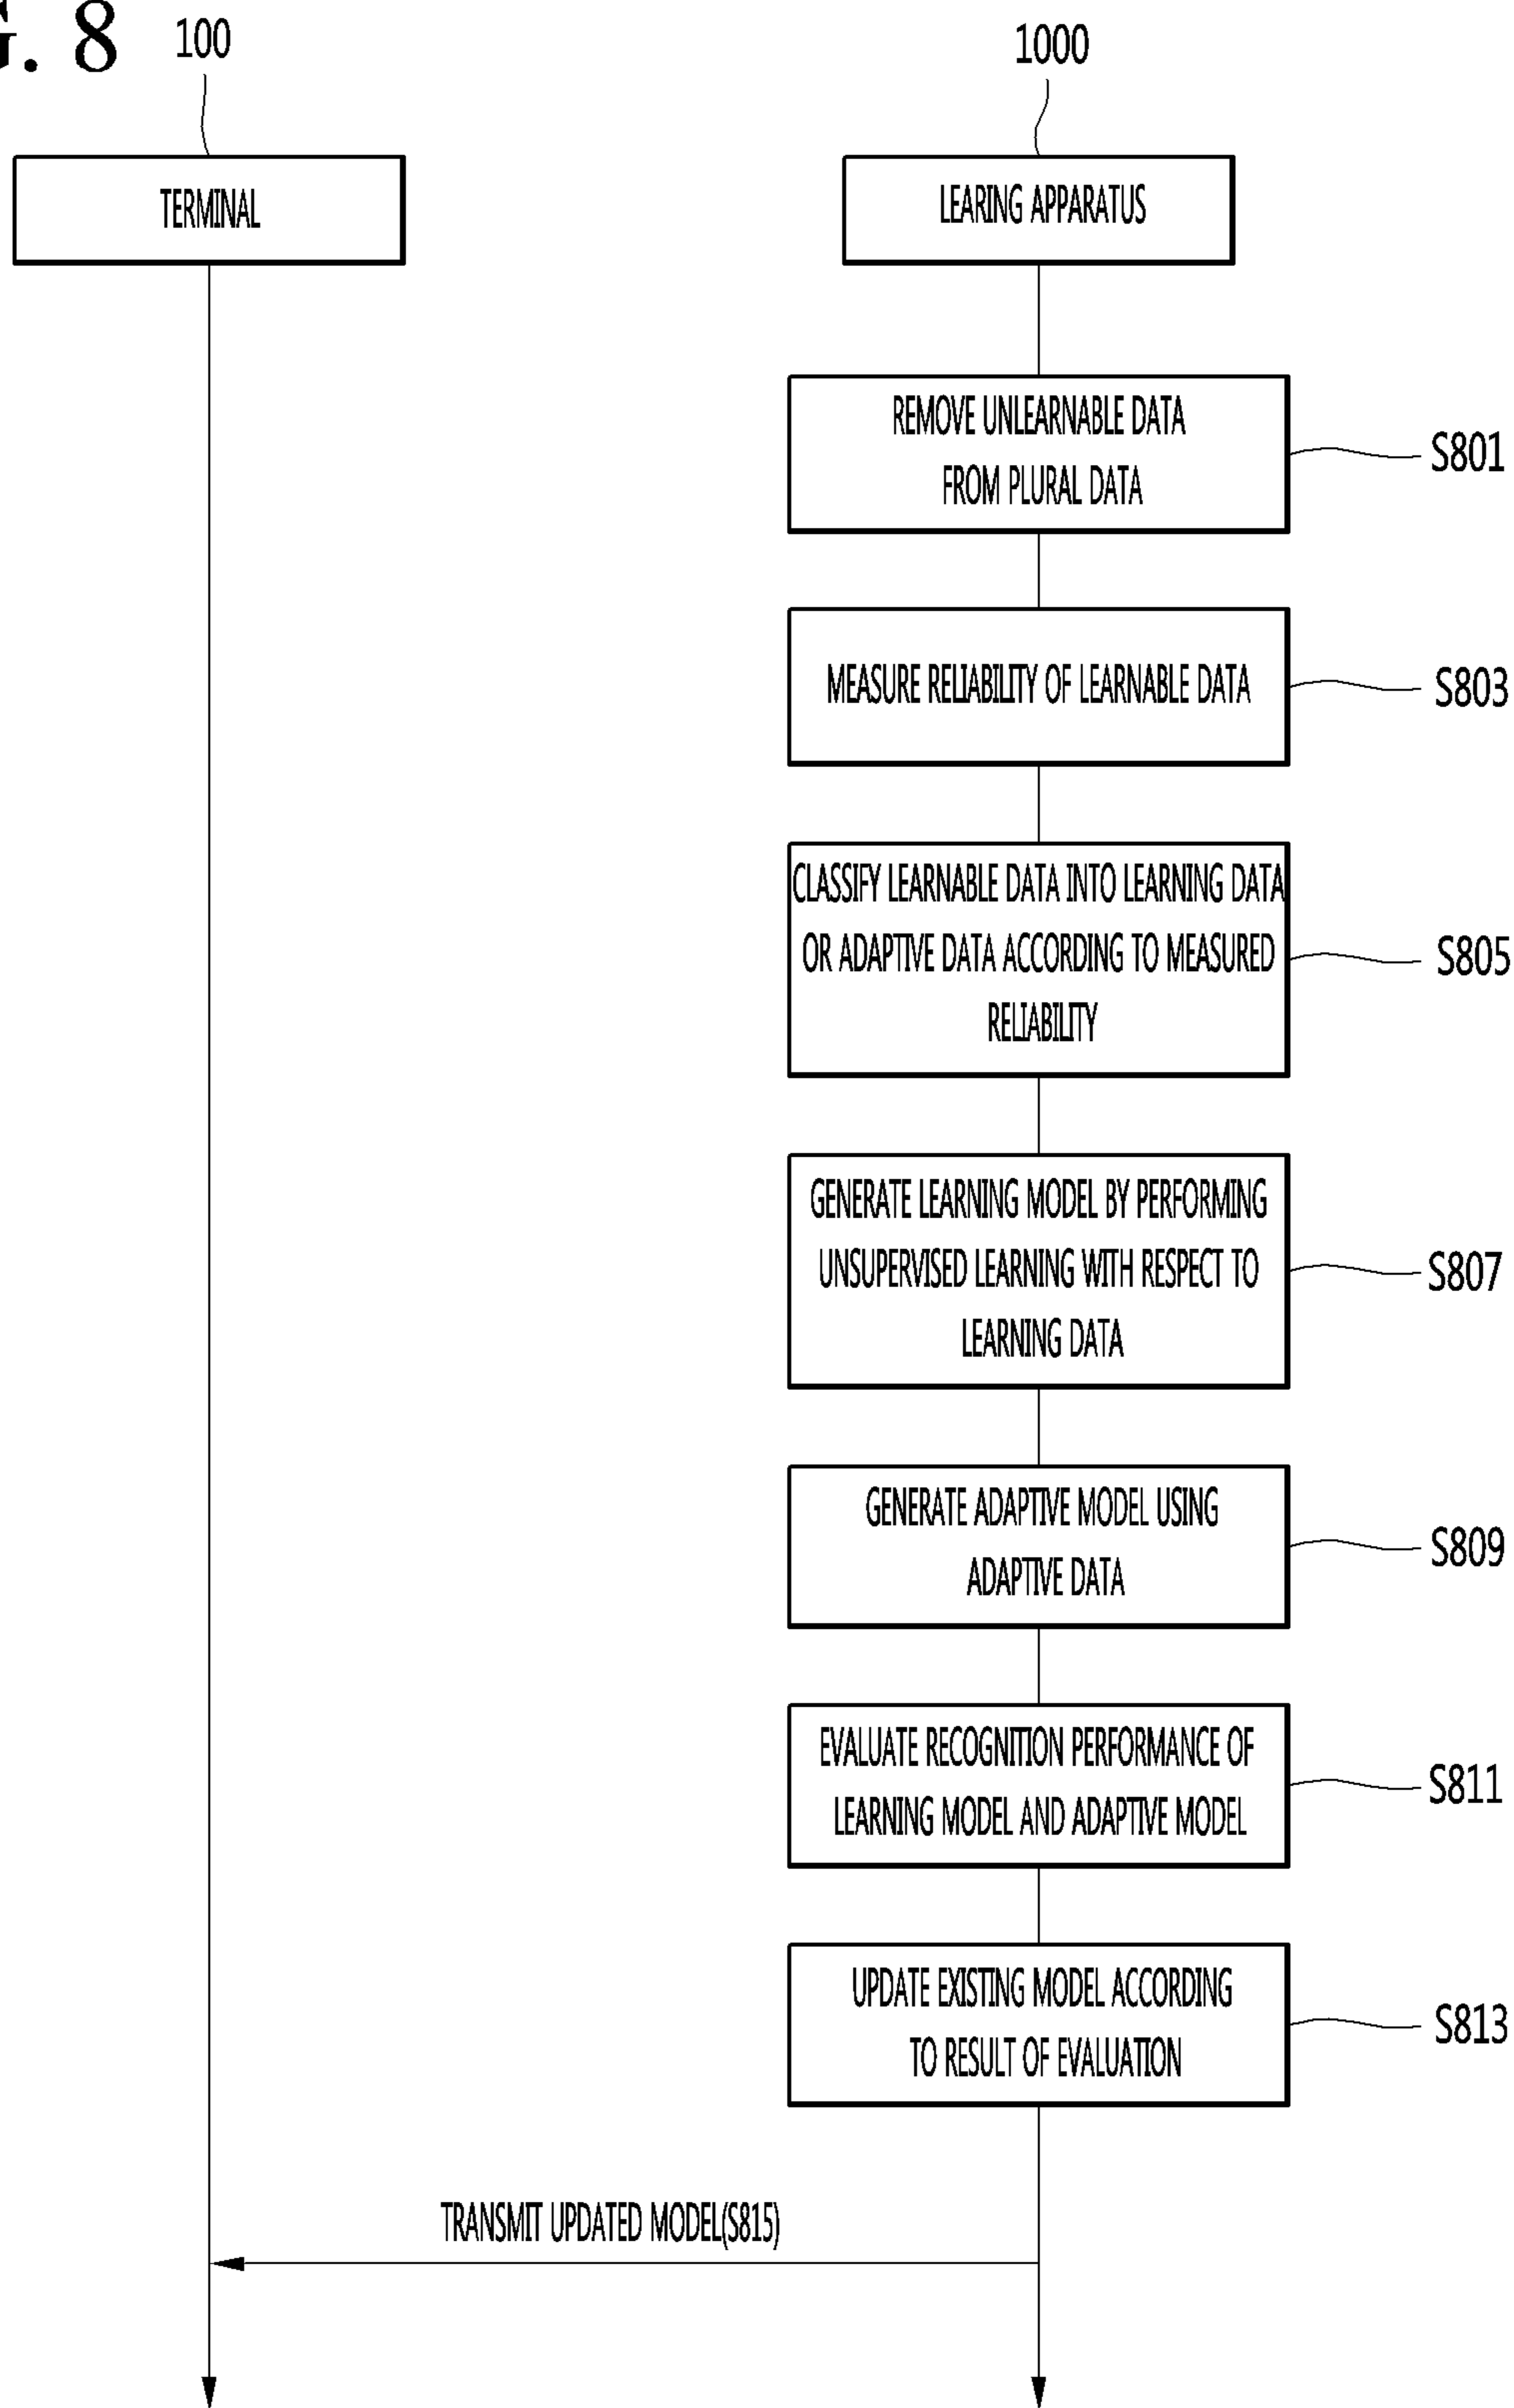 G. 8
100
1000
TERMINAL
LEARING APPARATUS
REMOVE UNLEARNABLE DATA
FROM PLURAL DATA
S801
MEASURE RELIABILITY OF LEARNABLE DATA
S803
CLASSIFY LEARNABLE DATA INTO LEARNING DATA
OR ADAPTIVE DATA ACCORDING TO MEASURED
RELIABILITY
S805
GENERATE LEARNING MODEL BY PERFORMING
UNSUPERVISED LEARNING WITH RESPECT TO
LEARNING DATA
S807
GENERATE ADAPTIVE MODEL USING
ADAPTIVE DATA
S809
EVALUATE RECOGNITION PERFORMANCE OF
LEARNING MODEL AND ADAPTIVE MODEL
S811
UPDATE EXISTING MODEL ACCORDING
TO RESULT OF EVALUATION
S813
TRANSMIT UPDATED MODEL(S815)